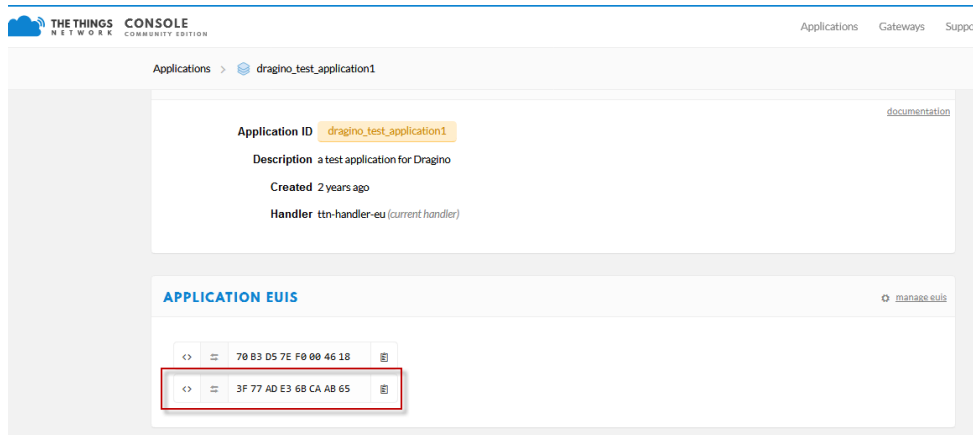 THE THINGS NETWORK CONSOLE COMMUNITY EDITION
Applications Gateways Suppo
Applications > dragino_test_application1
documentation
Application ID dragino_test_application1
Description a test application for Dragino
Created 2 years ago
Handler ttn-handler-eu (current handler)
APPLICATION EUIS
manage euis
<> 70 B3 D5 7E F0 00 46 18
<> 3F 77 AD E3 6B CA AB 65